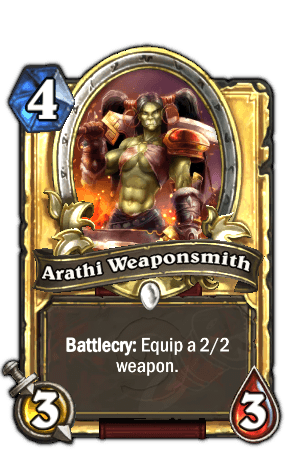 4
Arathi Weaponsmith
Battlecry: Equip a 2/2
weapon.
3
3